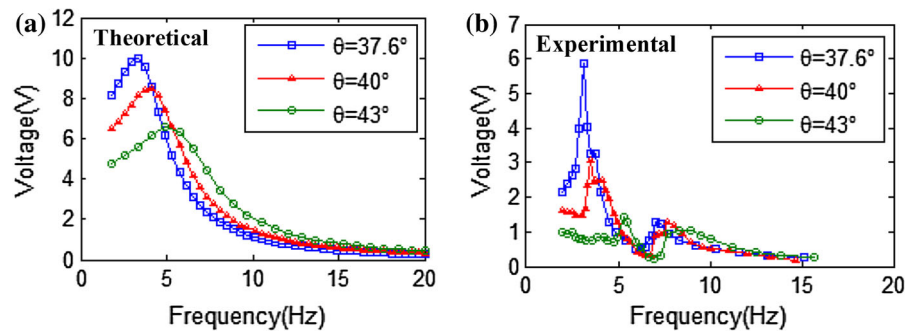 (a)
Theoretical
θ=37.6°
θ=40°
θ=43°
Voltage(V)
12
10
8
6
4
2
0
0 5 10 15 20
Frequency(Hz)
(b)
Experimental
θ=37.6°
θ=40°
θ=43°
Voltage(V)
7
6
5
4
3
2
1
0
0 5 10 15 20
Frequency(Hz)